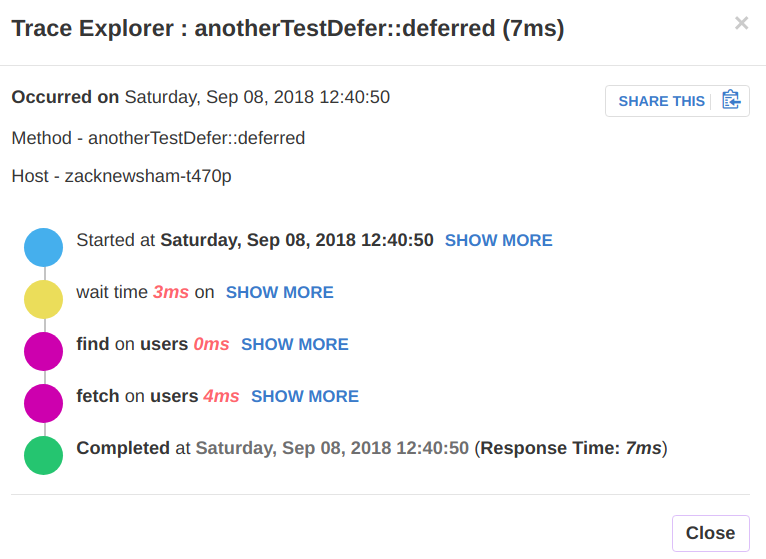 Trace Explorer : anotherTestDefer::deferred (7ms)
×
Occurred on Saturday, Sep 08, 2018 12:40:50
SHARE THIS
Method - anotherTestDefer::deferred
Host - zacknewsham-t470p
Started at Saturday, Sep 08, 2018 12:40:50 SHOW MORE
wait time 3ms on SHOW MORE
find on users 0ms SHOW MORE
fetch on users 4ms SHOW MORE
Completed at Saturday, Sep 08, 2018 12:40:50 (Response Time: 7ms)
Close